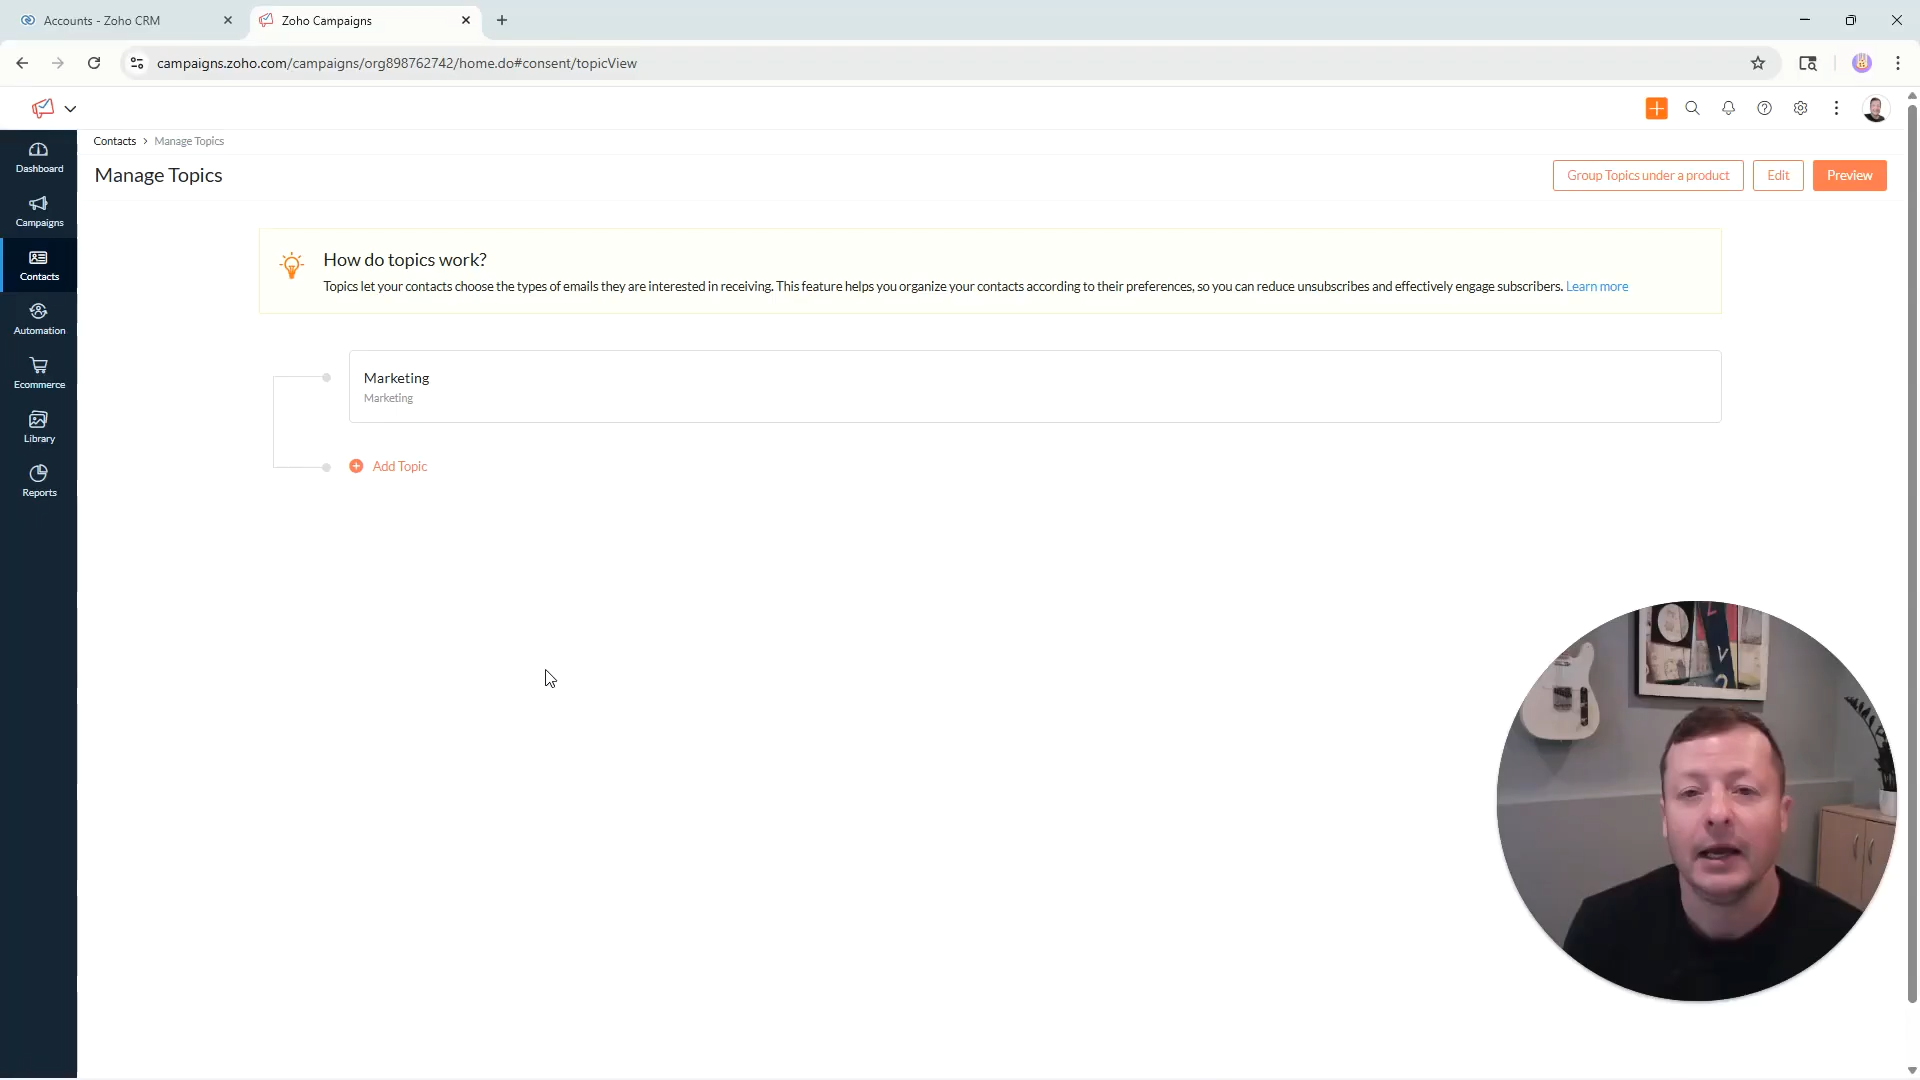 Accounts - Zoho CRM
Zoho Campaigns
campaigns.zoho.com/campaigns/org898762742/home.do#consent/topicView
Contacts > Manage Topics
Manage Topics
Group Topics under a product
Edit
Preview
Dashboard
Campaigns
Contacts
Automation
Ecommerce
Library
Reports
How do topics work?
Topics let your contacts choose the types of emails they are interested in receiving. This feature helps you organize your contacts according to their preferences, so you can reduce unsubscribes and effectively engage subscribers. Learn more
Marketing
Marketing
Add Topic